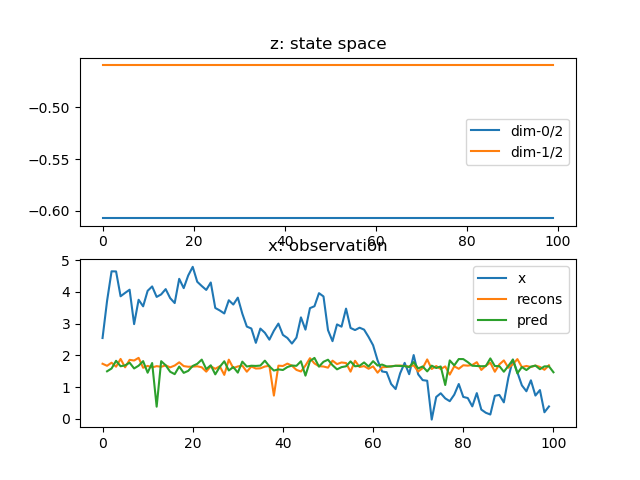 z: state space
−0.50
−0.55
−0.60
dim-0/2
dim-1/2
0 20 40 60 80 100
x: observation
5
4
3
2
1
0
x
recons
pred
0 20 40 60 80 100